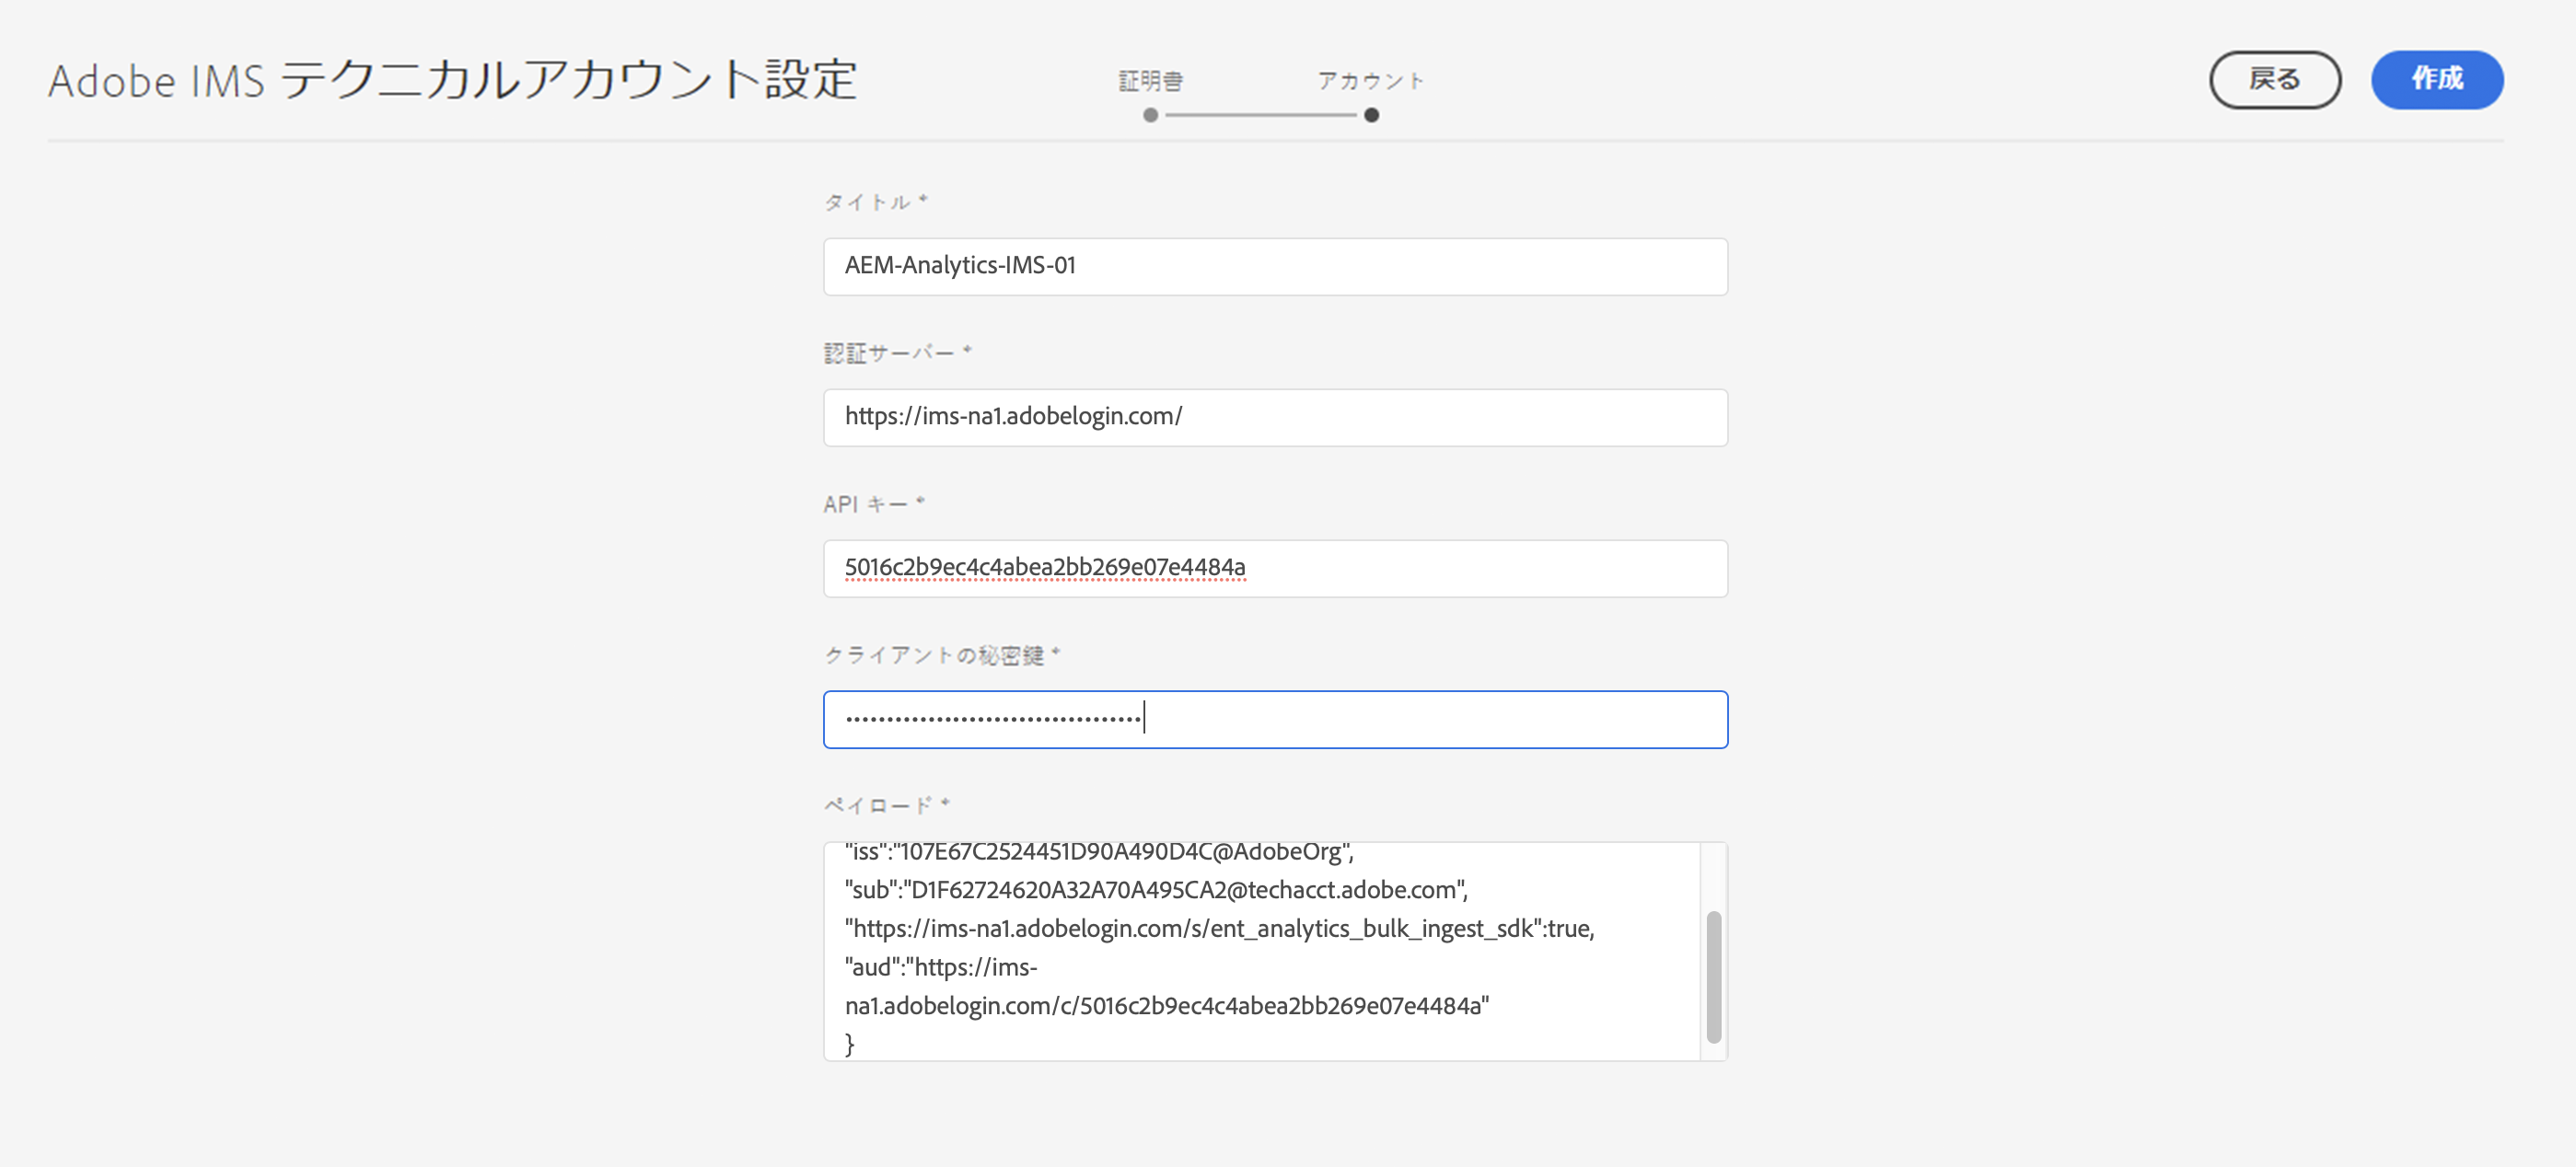 Adobe IMS テクニカルアカウント設定
証明書
アカウント
戻る
作成
タイトル *
AEM-Analytics-IMS-01
認証サーバー *
https://ims-na1.adobelogin.com/
API キー *
5016c2b9ec4c4abea2bb269e07e4484a
クライアントの秘密鍵 *
••••••••••••••••••••••••••••••••••••
ペイロード *
"iss":"107E67C2524451D90A490D4C@AdobeOrg",
"sub":"D1F62724620A32A70A495CA2@techacct.adobe.com",
"https://ims-na1.adobelogin.com/s/ent_analytics_bulk_ingest_sdk":true,
"aud":"https://ims-
na1.adobelogin.com/c/5016c2b9ec4c4abea2bb269e07e4484a"
}